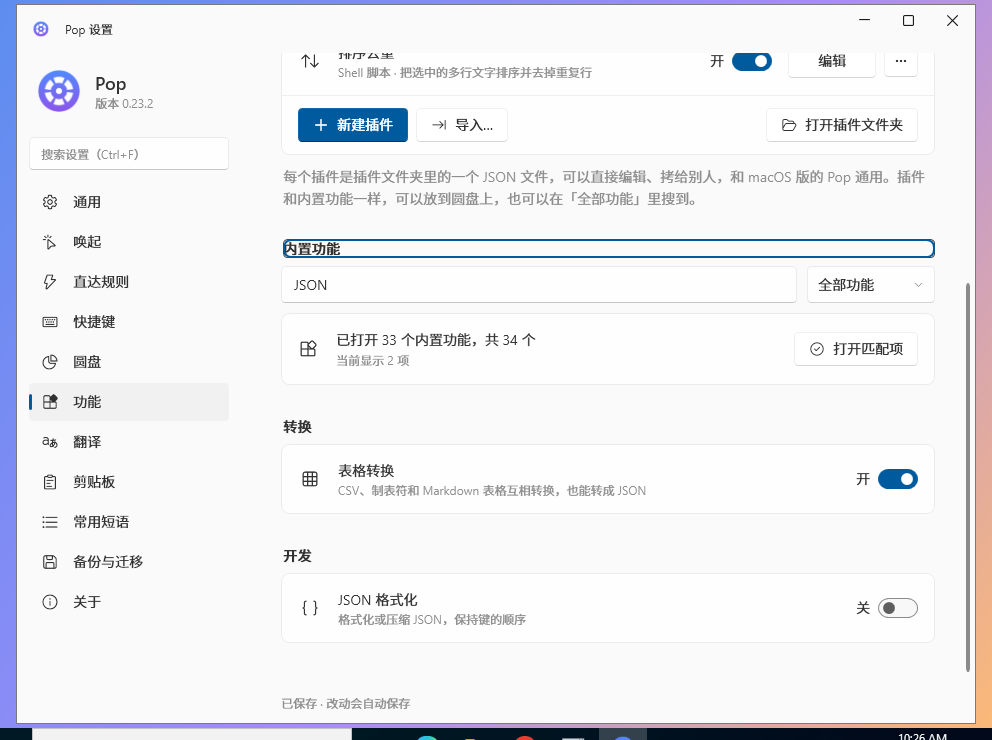 Pop 设置
Pop
版本 0.23.2
搜索设置（Ctrl+F）
通用
唤起
直达规则
快捷键
圆盘
功能
翻译
剪贴板
常用短语
备份与迁移
关于
排序去重
Shell 脚本 · 把选中的多行文字排序并去掉重复行
开
编辑
...
新建插件
导入...
打开插件文件夹
每个插件是插件文件夹里的一个 JSON 文件，可以直接编辑、拷给别人，和 macOS 版的 Pop 通用。插件
和内置功能一样，可以放到圆盘上，也可以在「全部功能」里搜到。
内置功能
JSON
全部功能
已打开 33 个内置功能，共 34 个
当前显示 2 项
打开匹配项
转换
表格转换
CSV、制表符和 Markdown 表格互相转换，也能转成 JSON
开
开发
JSON 格式化
格式化或压缩 JSON，保持键的顺序
关
已保存 · 改动会自动保存
10:26 AM